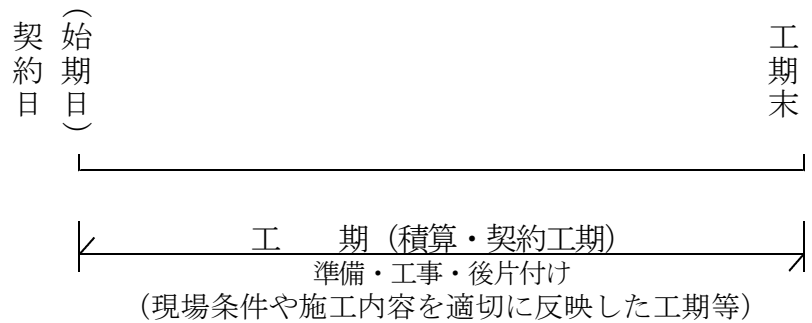 契約日
（始期日）
工期末
工　　期（積算・契約工期）
準備・工事・後片付け
（現場条件や施工内容を適切に反映した工期等）